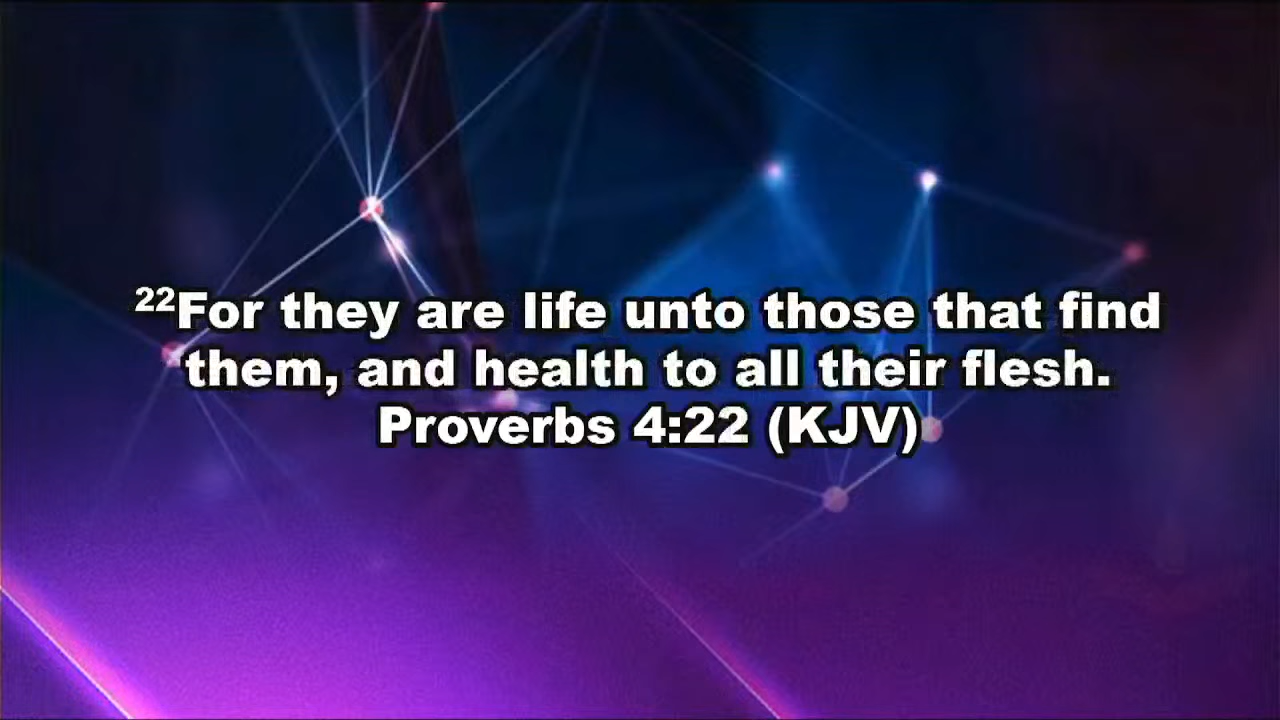 ²²For they are life unto those that find
them, and health to all their flesh.
Proverbs 4:22 (KJV)